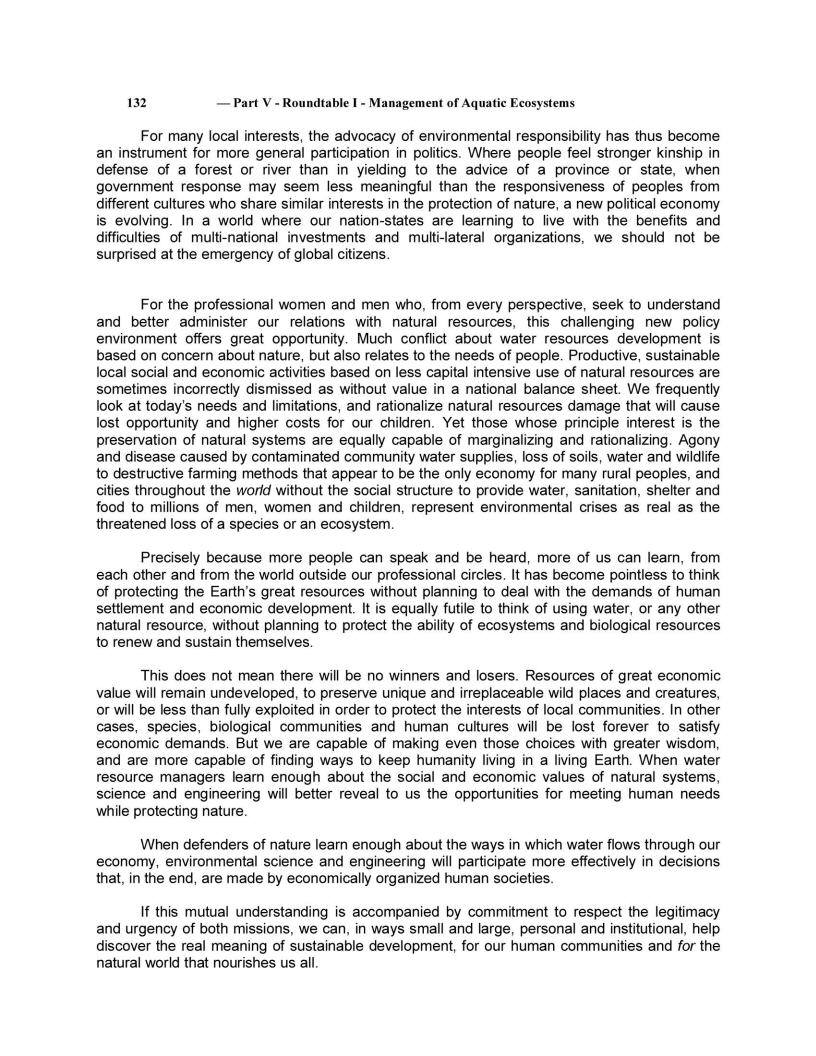 132 — Part V - Roundtable I - Management of Aquatic Ecosystems
For many local interests, the advocacy of environmental responsibility has thus become
an instrument for more general participation in politics. Where people feel stronger kinship in
defense of a forest or river than in yielding to the advice of a province or state, when
government response may seem less meaningful than the responsiveness of peoples from
different cultures who share similar interests in the protection of nature, a new political economy
is evolving. In a world where our nation-states are learning to live with the benefits and
difficulties of multi-national investments and multi-lateral organizations, we should not be
surprised at the emergency of global citizens.
For the professional women and men who, from every perspective, seek to understand
and better administer our relations with natural resources, this challenging new policy
environment offers great opportunity. Much conflict about water resources development is
based on concern about nature, but also relates to the needs of people. Productive, sustainable
local social and economic activities based on less capital intensive use of natural resources are
sometimes incorrectly dismissed as without value in a national balance sheet. We frequently
look at today's needs and limitations, and rationalize natural resources damage that will cause
lost opportunity and higher costs for our children. Yet those whose principle interest is the
preservation of natural systems are equally capable of marginalizing and rationalizing. Agony
and disease caused by contaminated community water supplies, loss of soils, water and wildlife
to destructive farming methods that appear to be the only economy for many rural peoples, and
cities throughout the world without the social structure to provide water, sanitation, shelter and
food to millions of men, women and children, represent environmental crises as real as the
threatened loss of a species or an ecosystem.
Precisely because more people can speak and be heard, more of us can learn, from
each other and from the world outside our professional circles. It has become pointless to think
of protecting the Earth's great resources without planning to deal with the demands of human
settlement and economic development. It is equally futile to think of using water, or any other
natural resource, without planning to protect the ability of ecosystems and biological resources
to renew and sustain themselves.
This does not mean there will be no winners and losers. Resources of great economic
value will remain undeveloped, to preserve unique and irreplaceable wild places and creatures,
or will be less than fully exploited in order to protect the interests of local communities. In other
cases, species, biological communities and human cultures will be lost forever to satisfy
economic demands. But we are capable of making even those choices with greater wisdom,
and are more capable of finding ways to keep humanity living in a living Earth. When water
resource managers learn enough about the social and economic values of natural systems,
science and engineering will better reveal to us the opportunities for meeting human needs
while protecting nature.
When defenders of nature learn enough about the ways in which water flows through our
economy, environmental science and engineering will participate more effectively in decisions
that, in the end, are made by economically organized human societies.
If this mutual understanding is accompanied by commitment to respect the legitimacy
and urgency of both missions, we can, in ways small and large, personal and institutional, help
discover the real meaning of sustainable development, for our human communities and for the
natural world that nourishes us all.